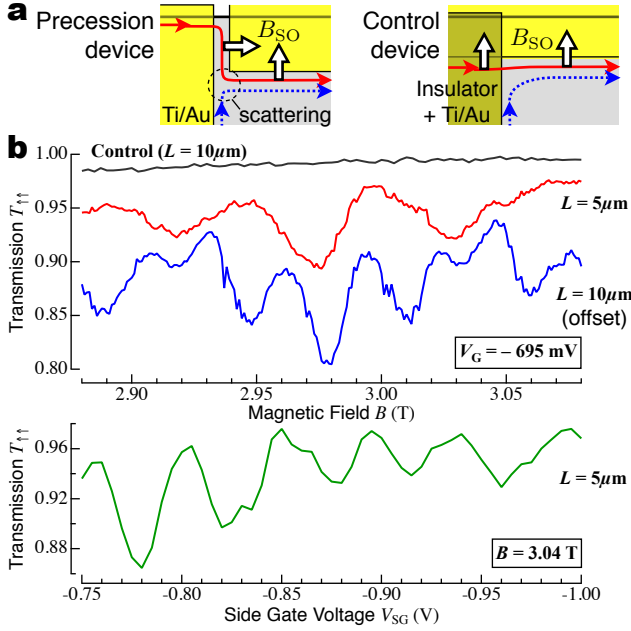 a
Precession
device
B_SO
Ti/Au
scattering
Control
device
B_SO
Insulator
+ Ti/Au
b
Control (L = 10µm)
Transmission T↑↑
1.00
0.95
0.90
0.85
0.80
L = 5µm
L = 10µm
(offset)
V_G = − 695 mV
2.90
2.95
3.00
3.05
Magnetic Field B (T)
Transmission T↑↑
0.96
0.92
0.88
L = 5µm
B = 3.04 T
-0.75
-0.80
-0.85
-0.90
-0.95
-1.00
Side Gate Voltage V_SG (V)